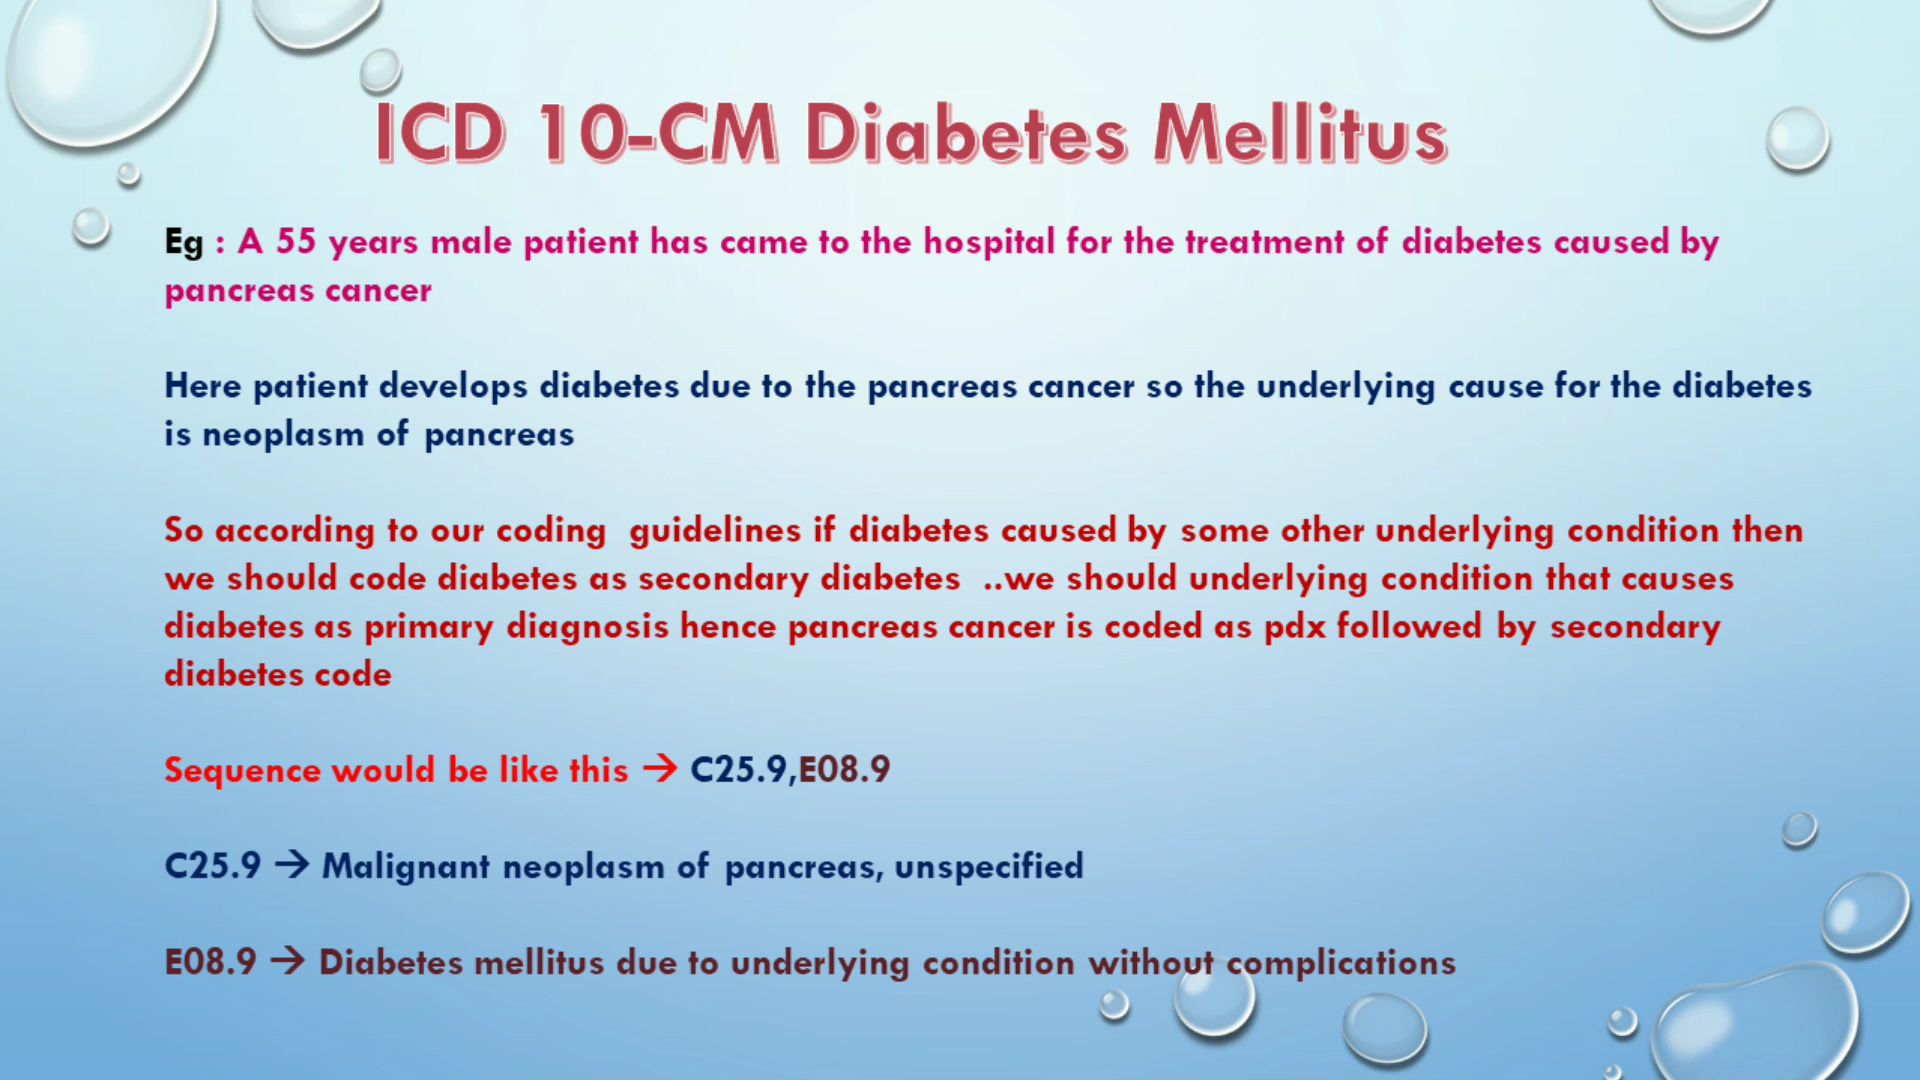 ICD 10-CM Diabetes Mellitus
Eg : A 55 years male patient has came to the hospital for the treatment of diabetes caused by
pancreas cancer
Here patient develops diabetes due to the pancreas cancer so the underlying cause for the diabetes
is neoplasm of pancreas
So according to our coding guidelines if diabetes caused by some other underlying condition then
we should code diabetes as secondary diabetes ..we should underlying condition that causes
diabetes as primary diagnosis hence pancreas cancer is coded as pdx followed by secondary
diabetes code
Sequence would be like this → C25.9,E08.9
C25.9 → Malignant neoplasm of pancreas, unspecified
E08.9 → Diabetes mellitus due to underlying condition without complications